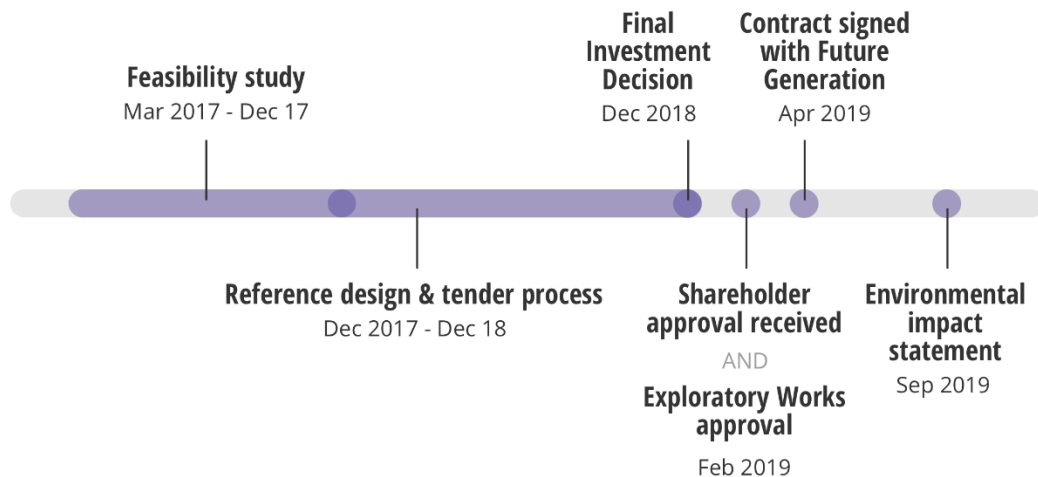 Feasibility study
Mar 2017 - Dec 17
Final
Investment
Decision
Dec 2018
Contract signed
with Future
Generation
Apr 2019
Reference design & tender process
Dec 2017 - Dec 18
Shareholder
approval received
AND
Exploratory Works
approval
Feb 2019
Environmental
impact
statement
Sep 2019